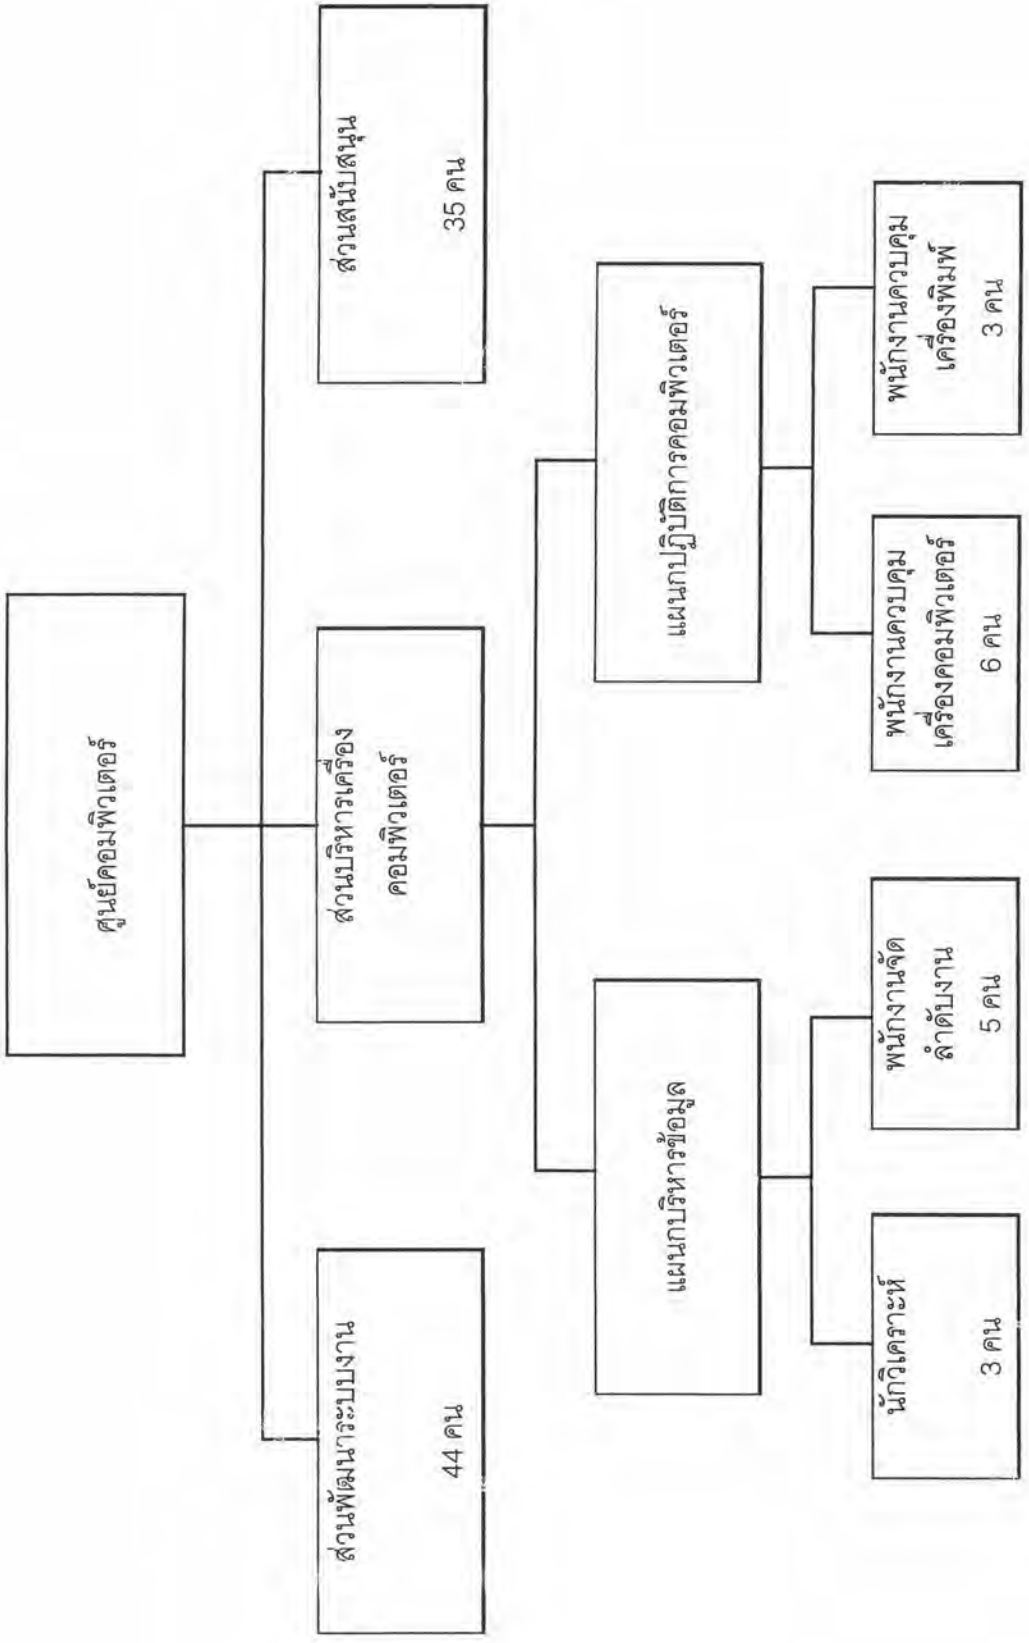 ศูนย์คอมพิวเตอร์
ส่วนพัฒนาระบบงาน
44 คน
ส่วนบริหารเครื่อง
คอมพิวเตอร์
ส่วนสนับสนุน
35 คน
แผนกบริหารข้อมูล
แผนกปฏิบัติการคอมพิวเตอร์
นักวิเคราะห์
3 คน
พนักงานจัด
ลำดับงาน
5 คน
พนักงานควบคุม
เครื่องคอมพิวเตอร์
6 คน
พนักงานควบคุม
เครื่องพิมพ์
3 คน